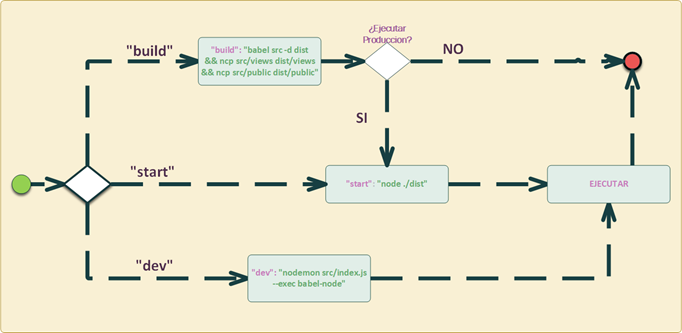 "build"
"build": "babel src -d dist
&& ncp src/views dist/views
&& ncp src/public dist/public"
¿Ejecutar
Produccion?
NO
SI
"start"
"start": "node ./dist"
EJECUTAR
"dev"
"dev": "nodemon src/index.js
--exec babel-node"